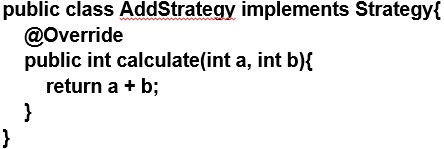 public class AddStrategy implements Strategy{
@Override
public int calculate(int a, int b){
return a + b;
}
}